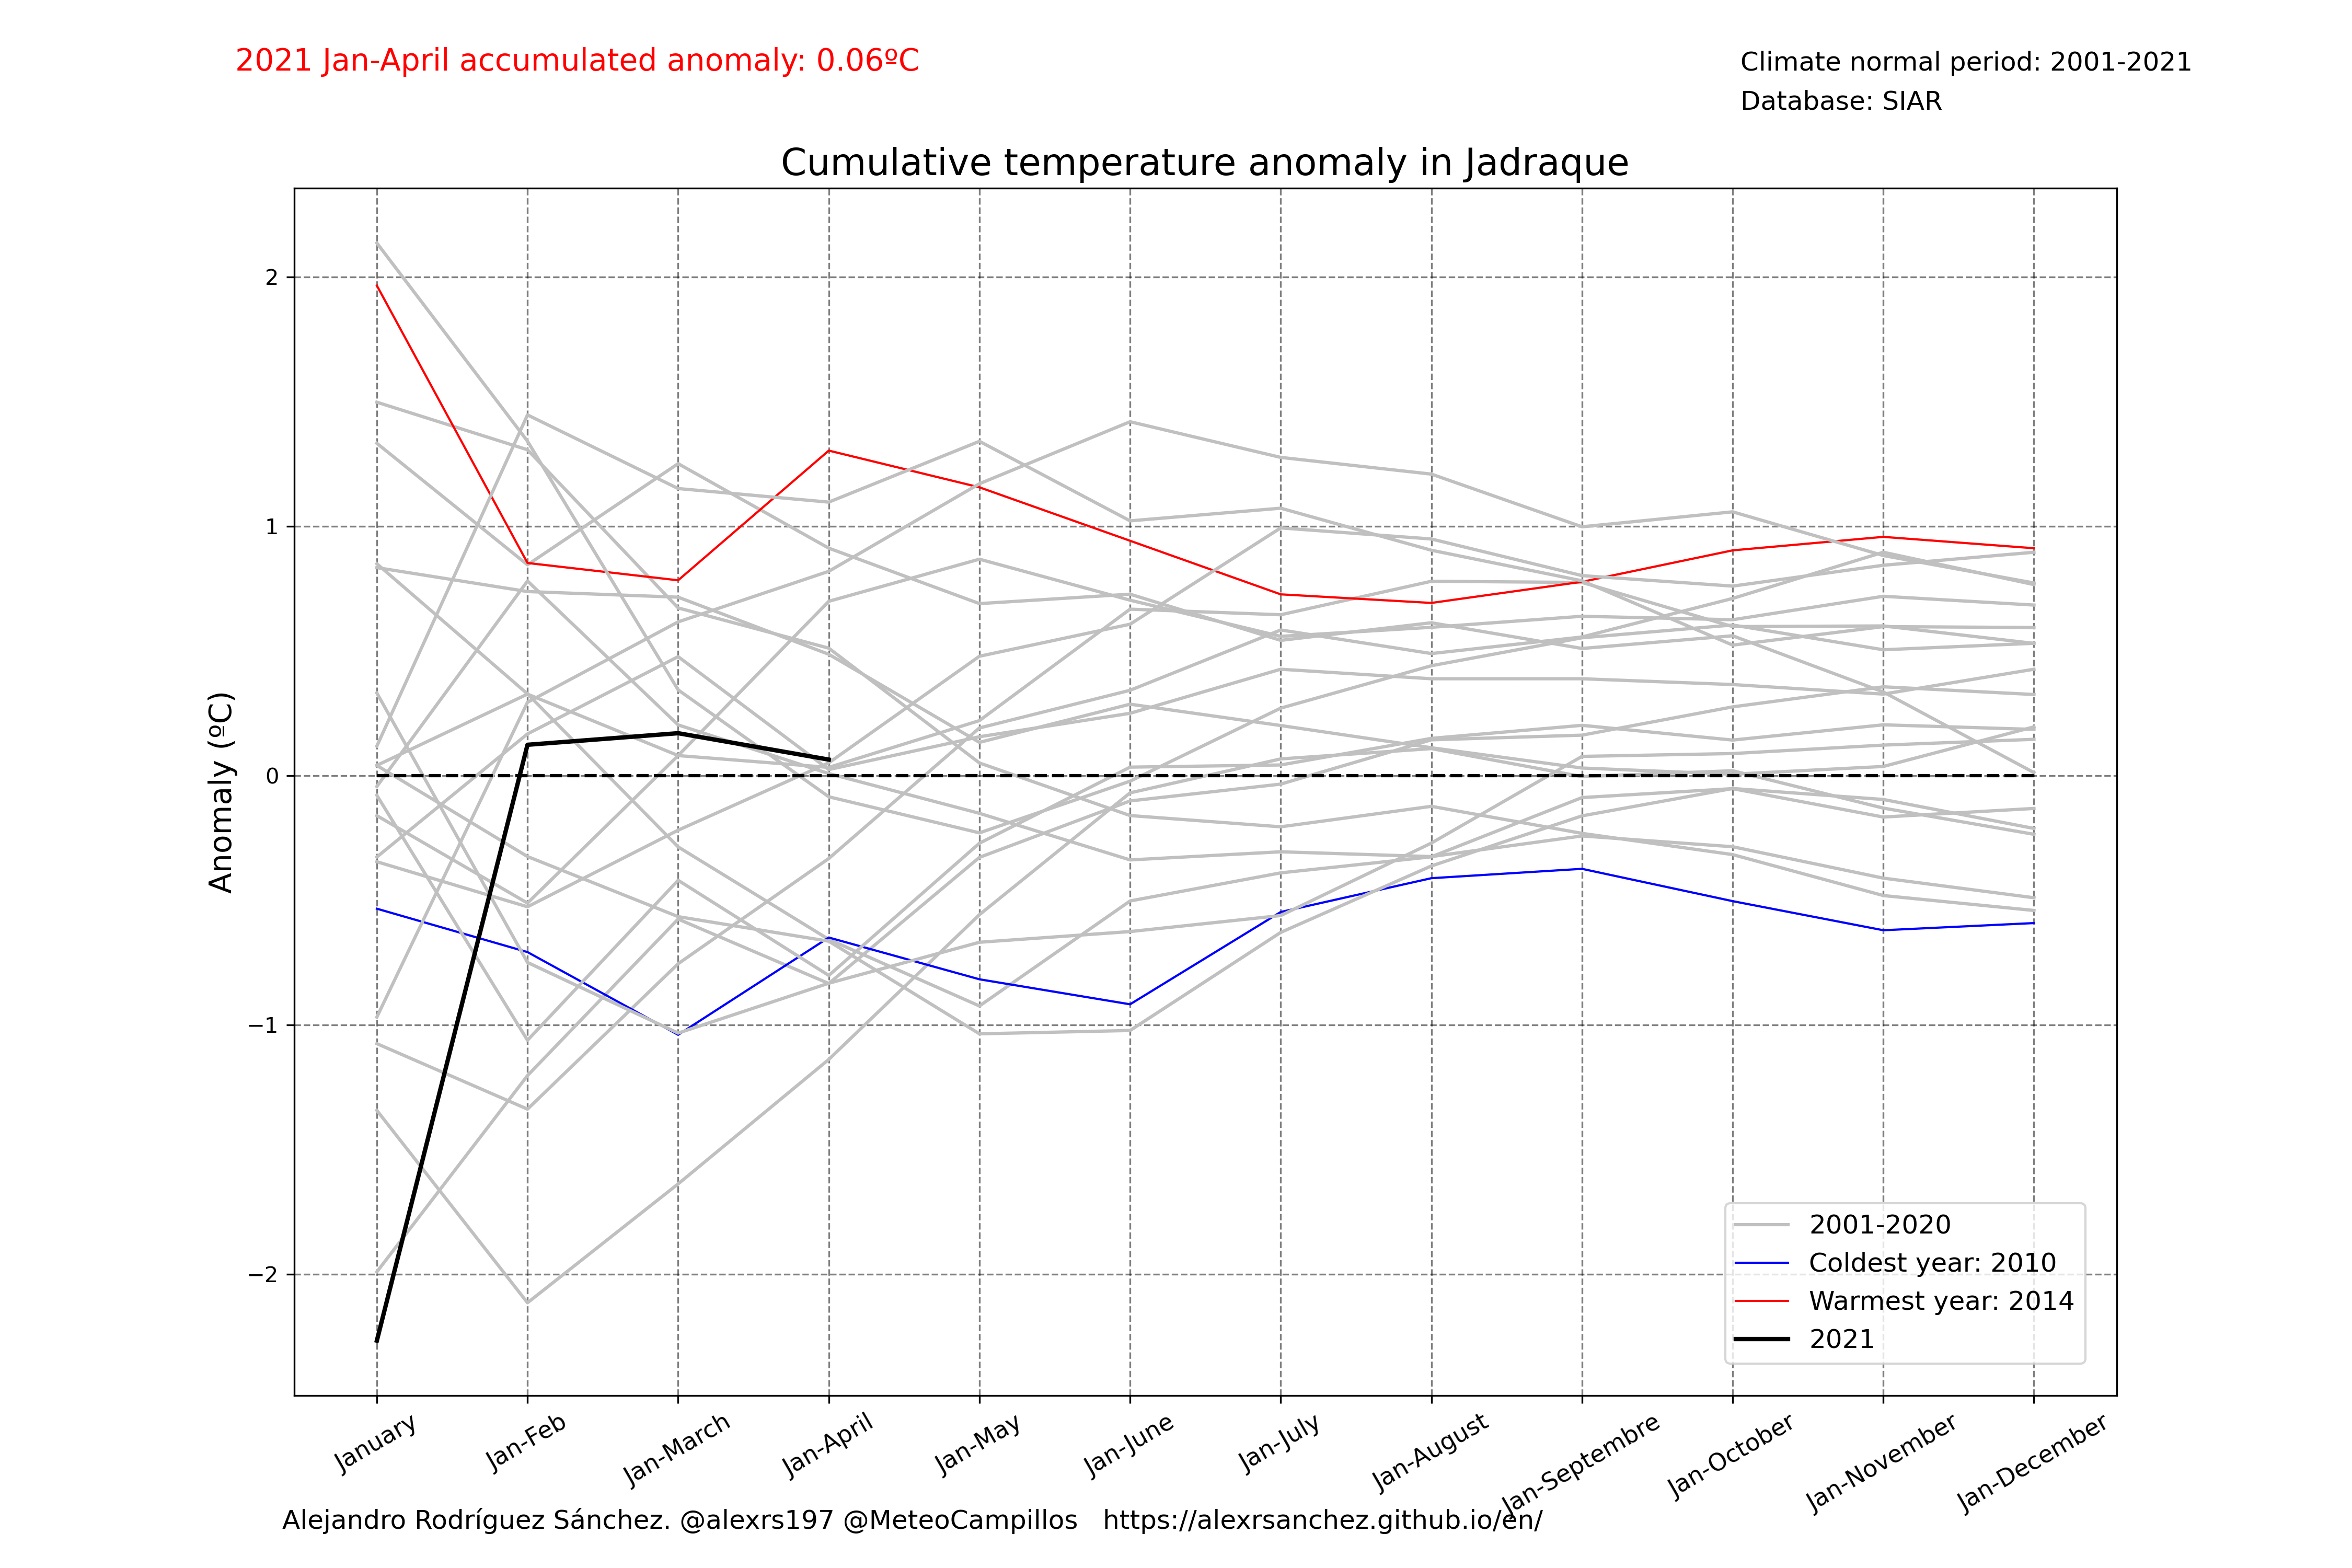 2021 Jan-April accumulated anomaly: 0.06ºC
Climate normal period: 2001-2021
Database: SIAR
Cumulative temperature anomaly in Jadraque
Anomaly (ºC)
2
1
0
−1
−2
2001-2020
Coldest year: 2010
Warmest year: 2014
2021
January
Jan-Feb
Jan-March
Jan-April
Jan-May
Jan-June
Jan-July
Jan-August
Jan-Septembre
Jan-October
Jan-November
Jan-December
Alejandro Rodríguez Sánchez. @alexrs197 @MeteoCampillos   https://alexrsanchez.github.io/en/